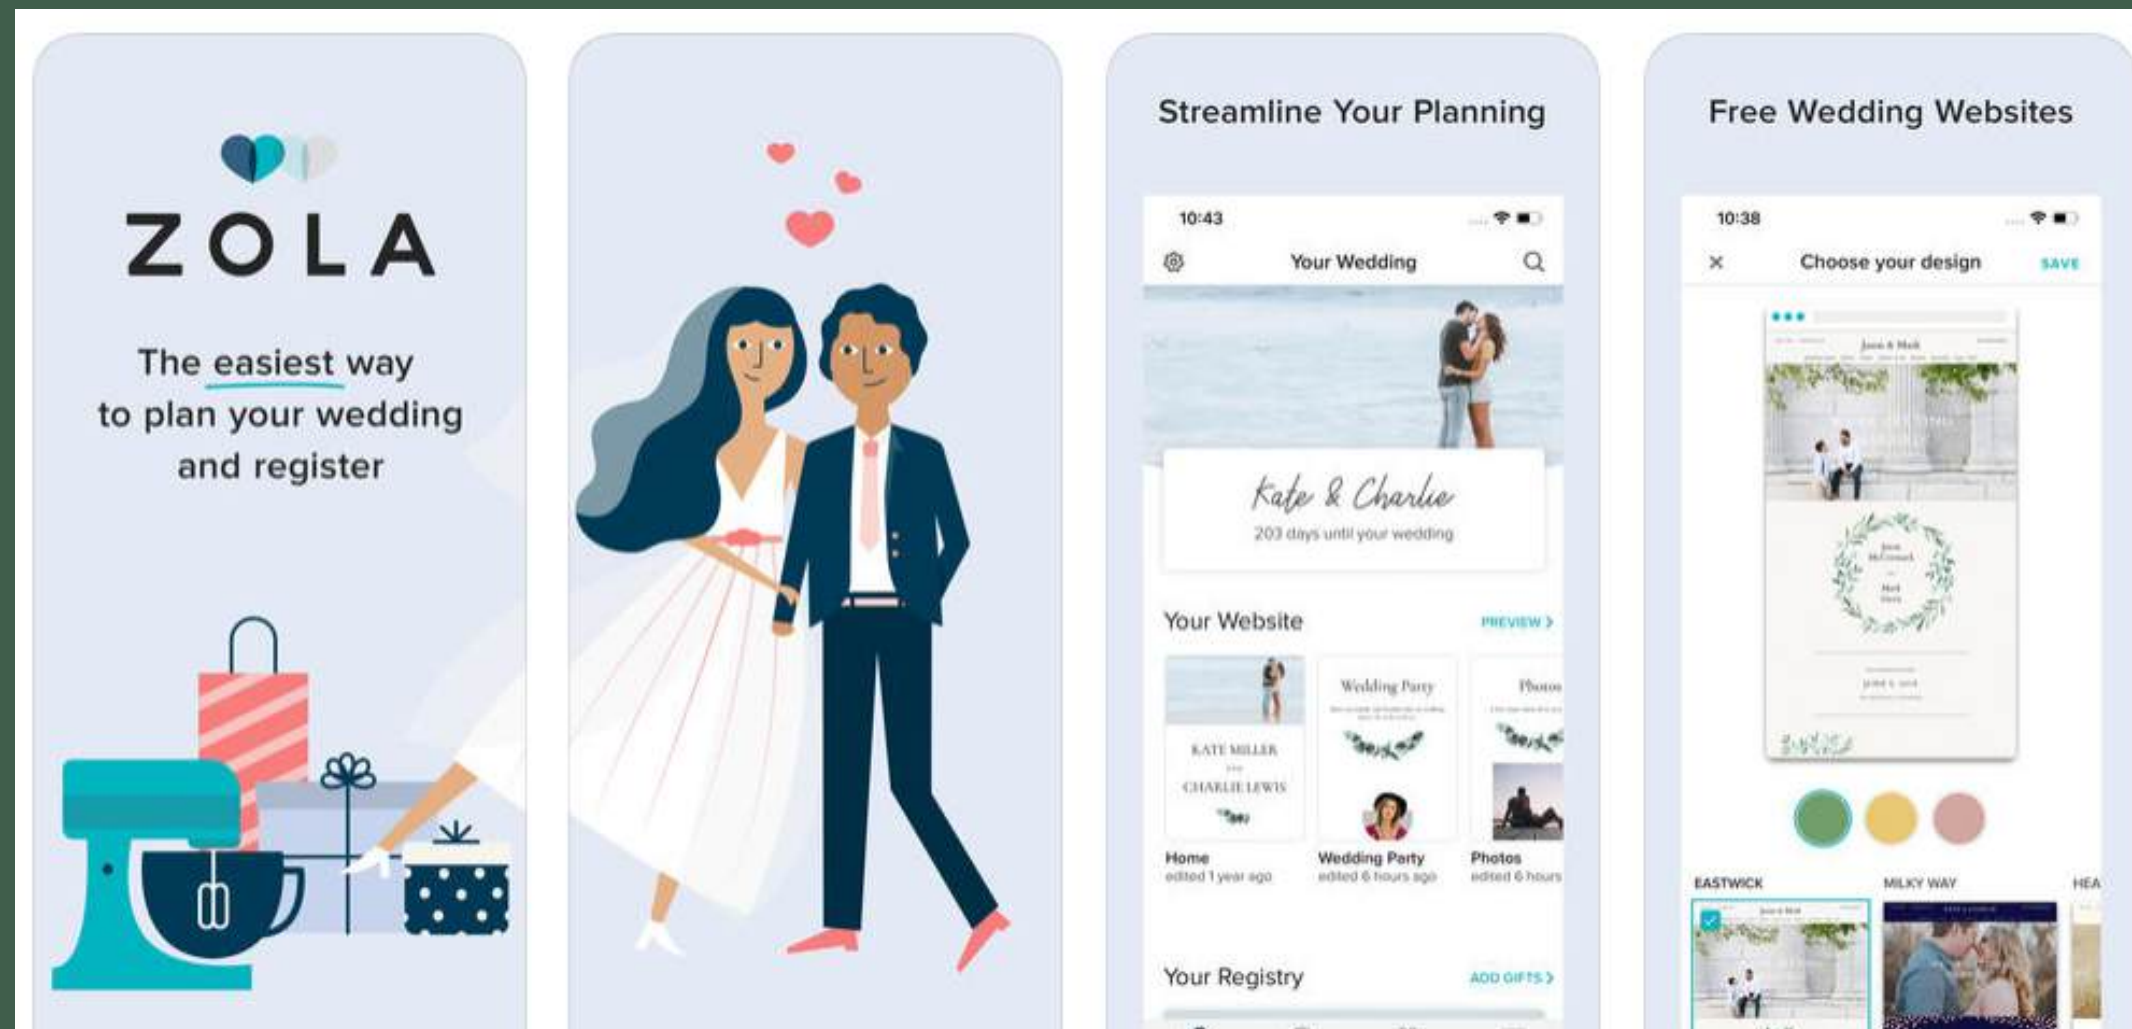 ZOLA
The easiest way
to plan your wedding
and register
Streamline Your Planning
10:43
Your Wedding
Kate & Charlie
203 days until your wedding
Your Website
PREVIEW >
KATE MILLER
CHARLIE LEWIS
Wedding Party
Photos
Home
edited 1 year ago
Wedding Party
edited 6 hours ago
Photos
edited 6 hours
Your Registry
ADD GIFTS >
Free Wedding Websites
10:38
Choose your design
SAVE
EASTWICK
MILKY WAY
HEA